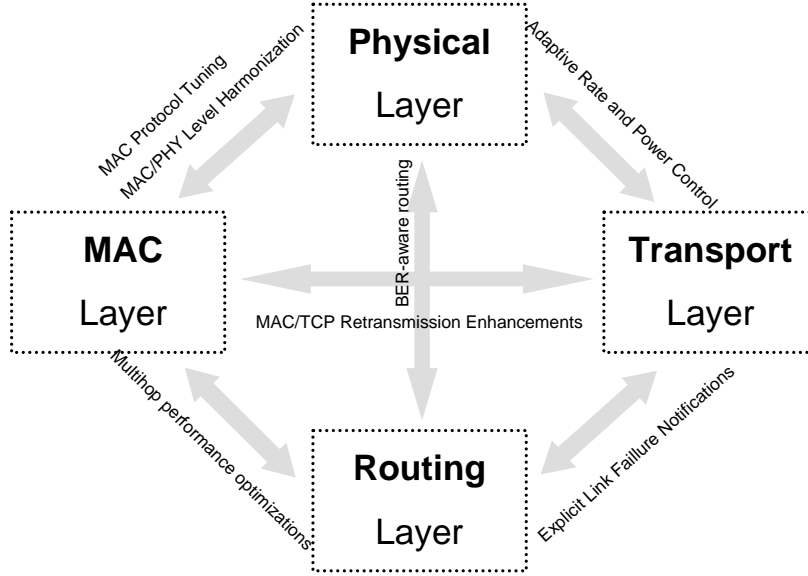 Physical
Layer
MAC Protocol Tuning
MAC/PHY Level Harmonization
Adaptive Rate and Power Control
BER-aware routing
MAC
Layer
Transport
Layer
MAC/TCP Retransmission Enhancements
Multihop performance optimizations
Explicit Link Faillure Notifications
Routing
Layer